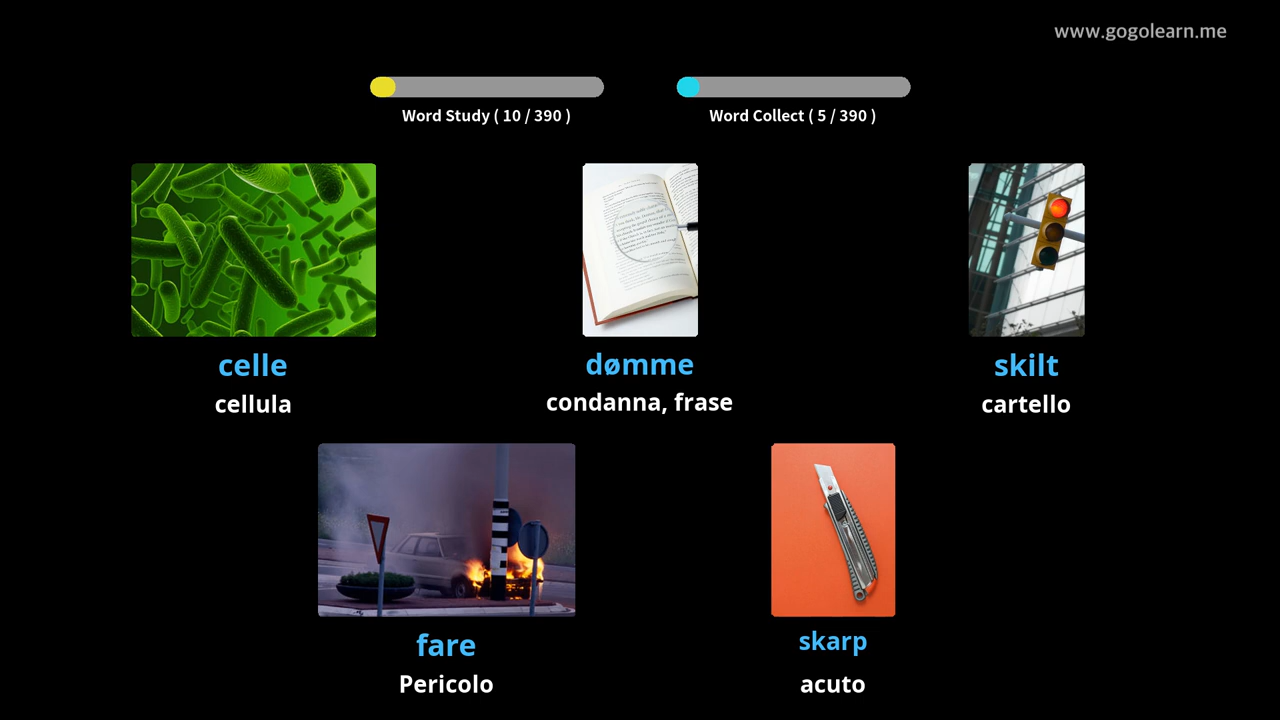 www.gogolearn.me
Word Study ( 10 / 390 )
Word Collect ( 5 / 390 )
celle
cellula
dømme
condanna, frase
skilt
cartello
fare
Pericolo
skarp
acuto